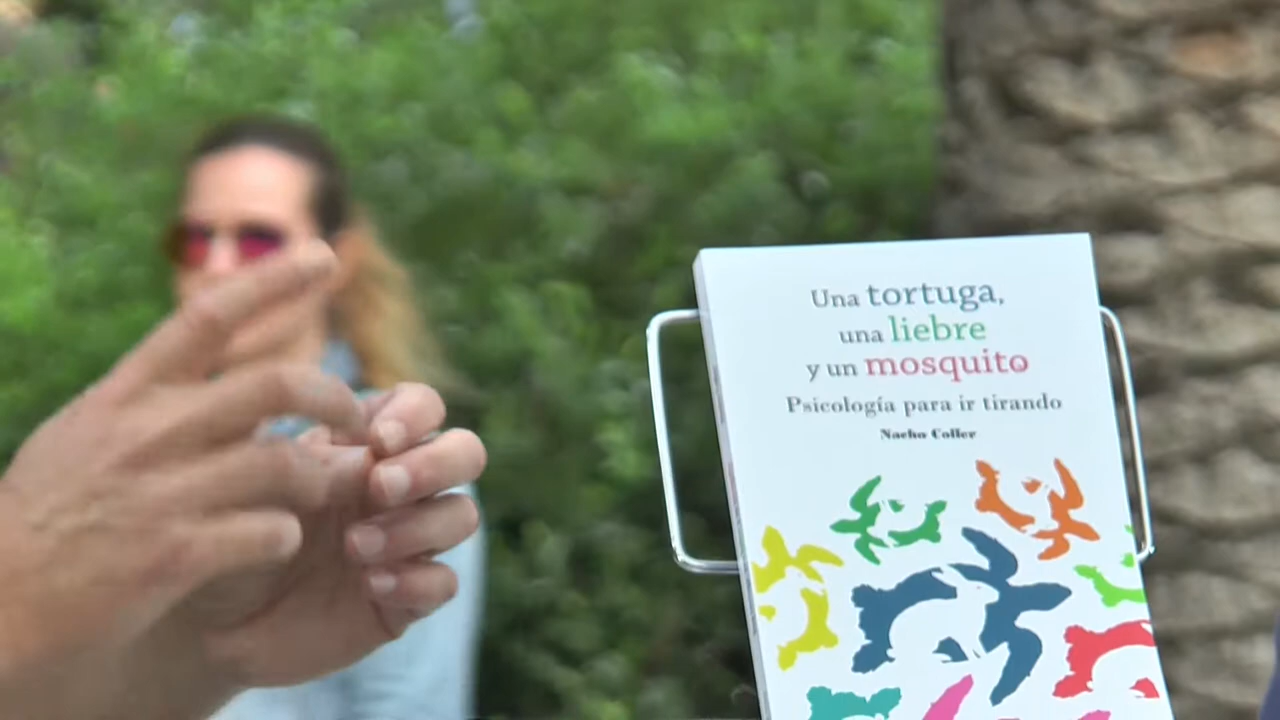 Una tortuga,
una liebre
y un mosquito
Psicología para ir tirando
Nacho Coller